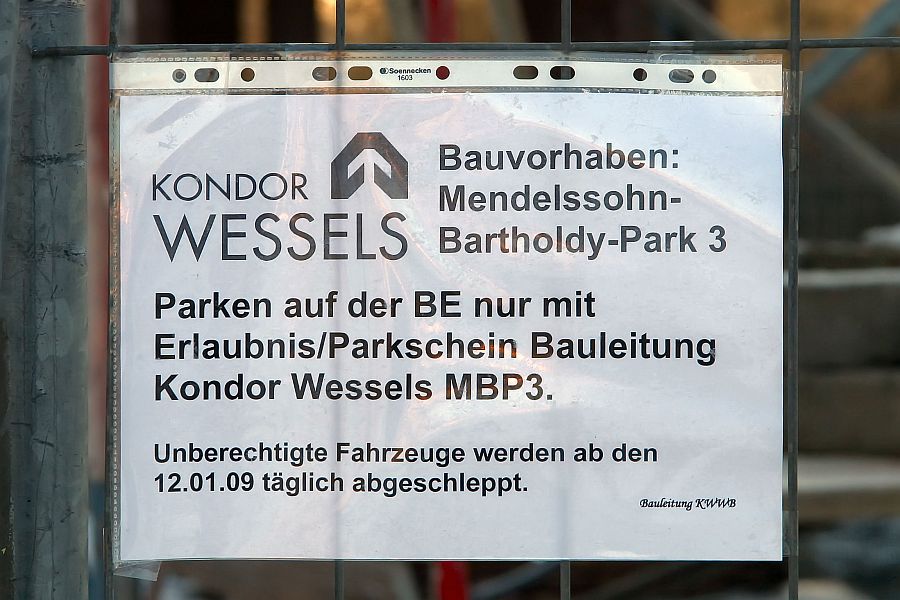 Soennecken
1603
KONDOR
WESSELS
Bauvorhaben:
Mendelssohn-
Bartholdy-Park 3
Parken auf der BE nur mit
Erlaubnis/Parkschein Bauleitung
Kondor Wessels MBP3.
Unberechtigte Fahrzeuge werden ab den
12.01.09 täglich abgeschleppt.
Bauleitung KWWB